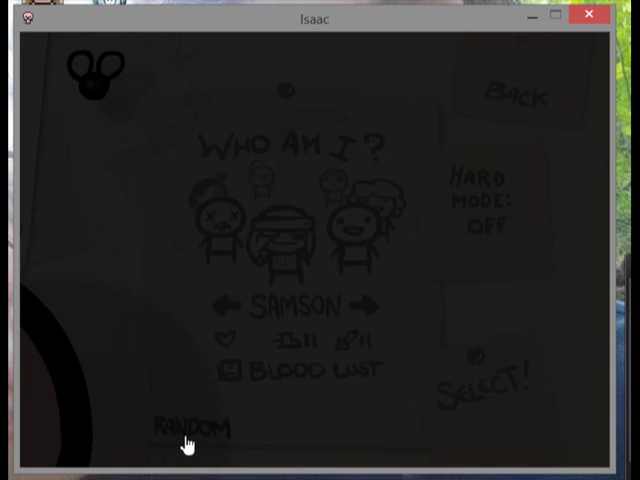 Isaac
BACK
WHO AM I?
HARD
MODE:
OFF
SAMSON
BLOOD LUST
SELECT!
RANDOM